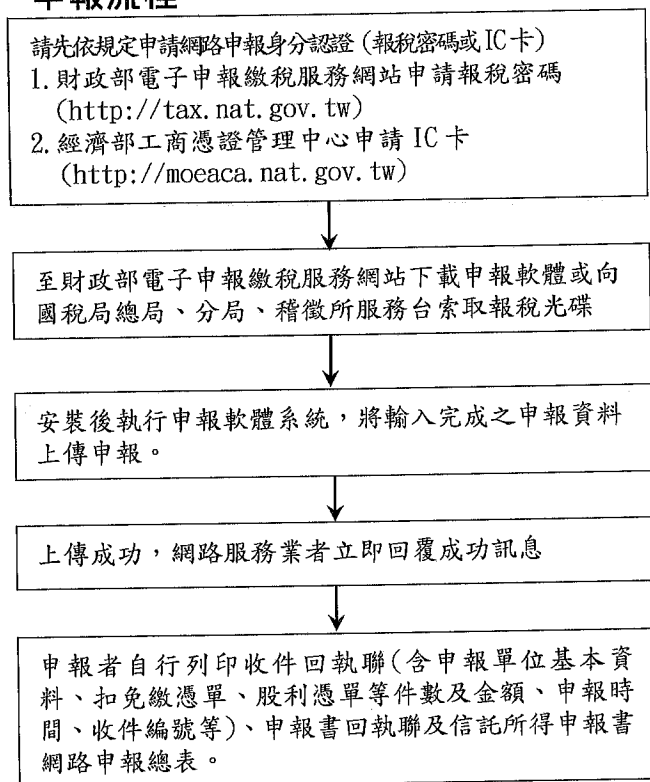 申報流程
請先依規定申請網路申報身分認證(報稅密碼或IC卡)
1.財政部電子申報繳稅服務網站申請報稅密碼
(http://tax.nat.gov.tw)
2.經濟部工商憑證管理中心申請IC卡
(http://moeaca.nat.gov.tw)
至財政部電子申報繳稅服務網站下載申報軟體或向
國稅局總局、分局、稽徵所服務台索取報稅光碟
安裝後執行申報軟體系統,將輸入完成之申報資料
上傳申報。
上傳成功,網路服務業者立即回覆成功訊息
申報者自行列印收件回執聯(含申報單位基本資
料、扣免繳憑單、股利憑單等件數及金額、申報時
間、收件編號等)、申報書回執聯及信託所得申報書
網路申報總表。